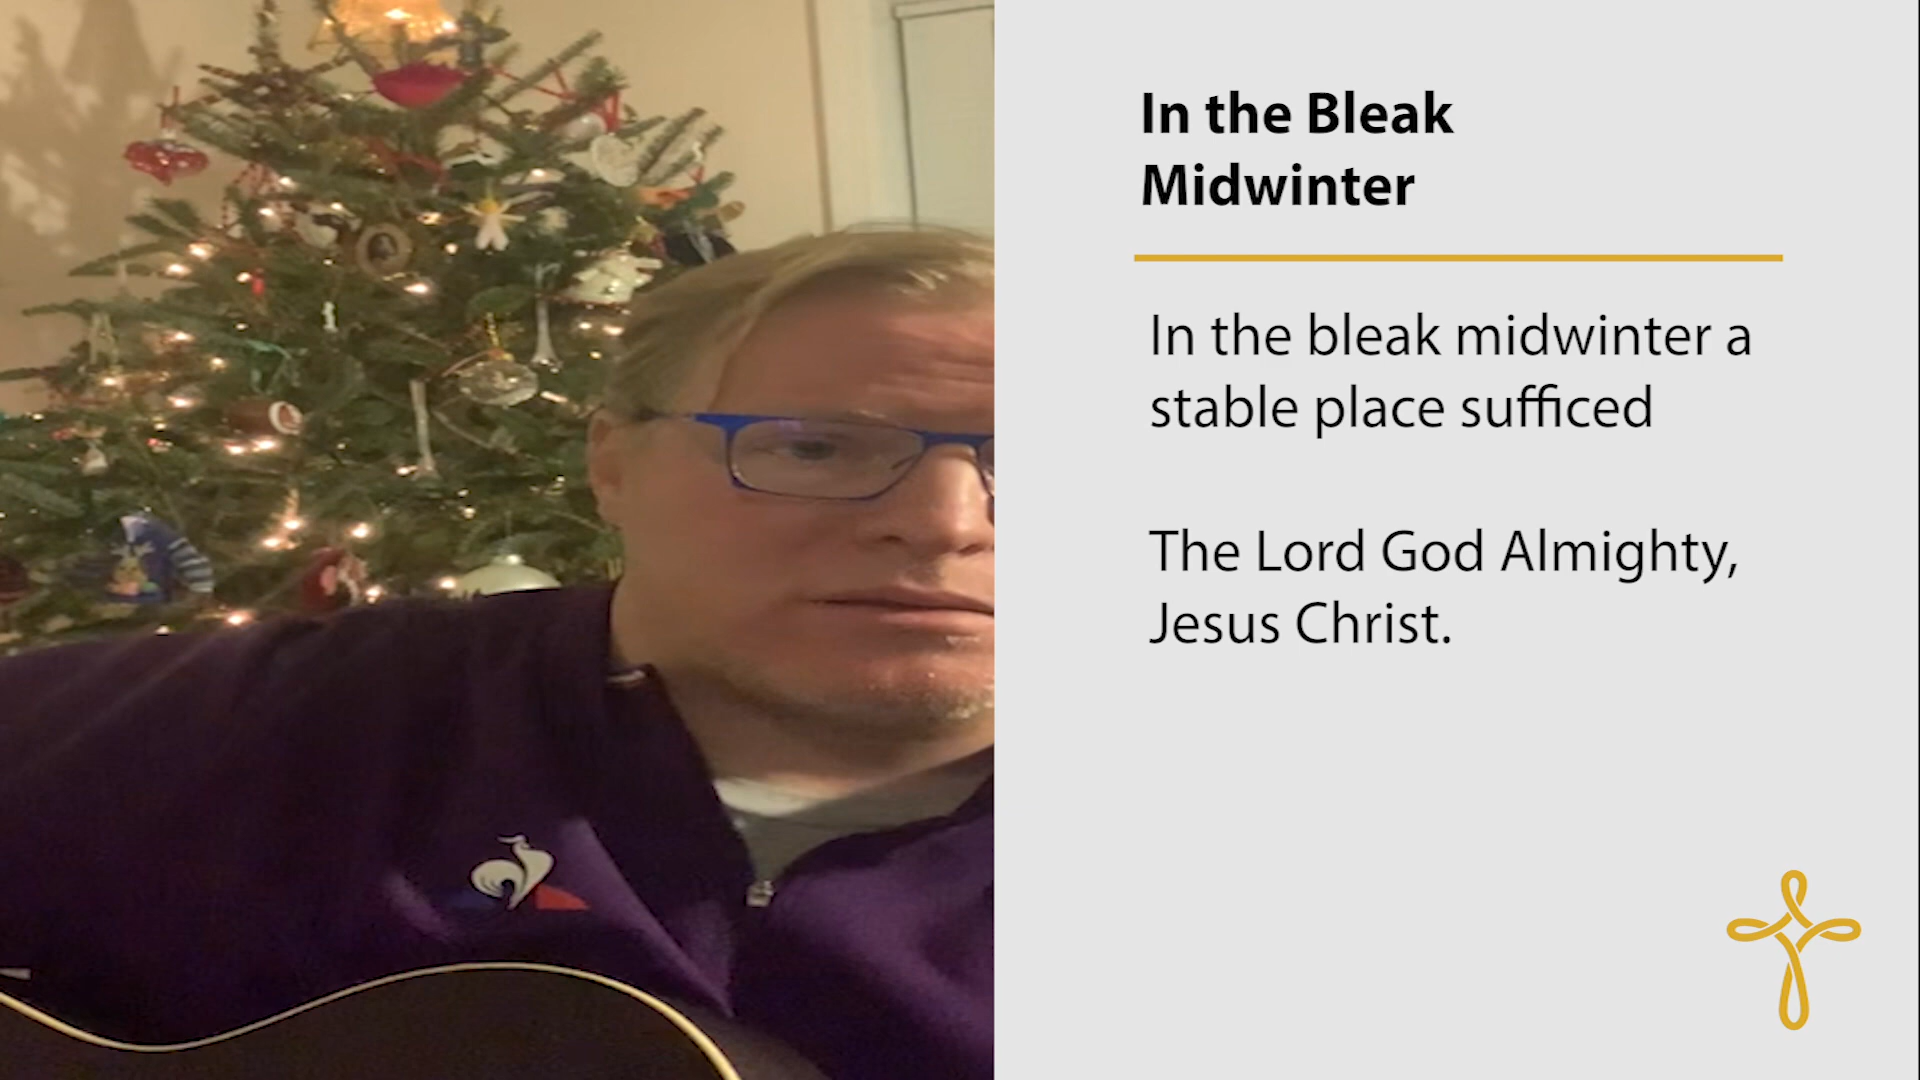 In the Bleak
Midwinter
In the bleak midwinter a
stable place sufficed
The Lord God Almighty,
Jesus Christ.